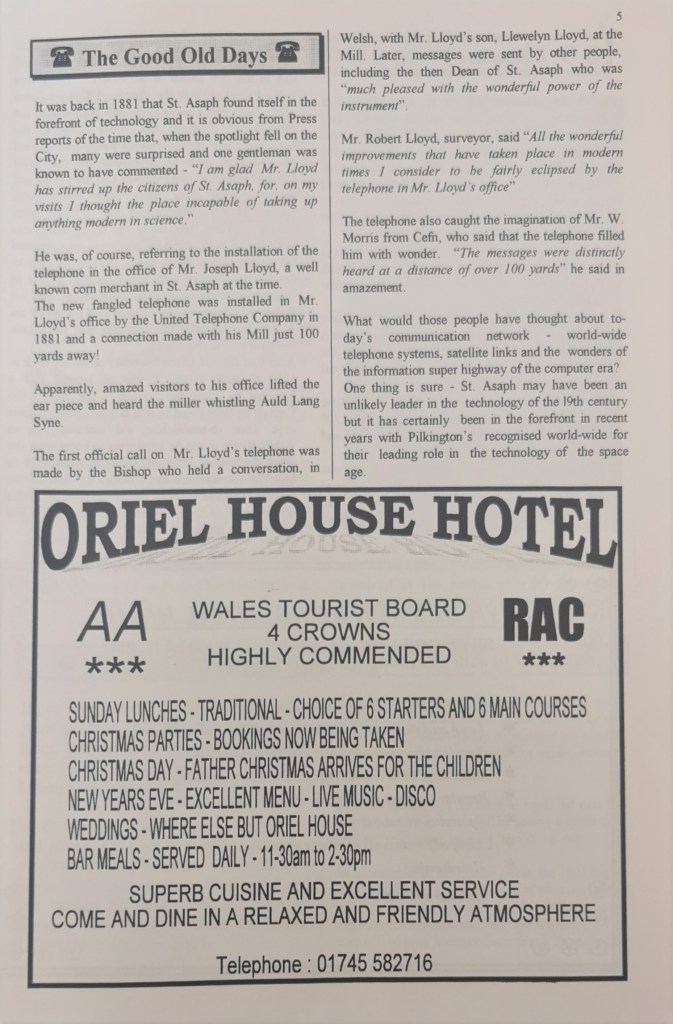 5
The Good Old Days
It was back in 1881 that St. Asaph found itself in the
forefront of technology and it is obvious from Press
reports of the time that, when the spotlight fell on the
City, many were surprised and one gentleman was
known to have commented - "I am glad Mr. Lloyd
has stirred up the citizens of St. Asaph, for, on my
visits I thought the place incapable of taking up
anything modern in science."
He was, of course, referring to the installation of the
telephone in the office of Mr. Joseph Lloyd, a well
known corn merchant in St. Asaph at the time.
The new fangled telephone was installed in Mr.
Lloyd's office by the United Telephone Company in
1881 and a connection made with his Mill just 100
yards away!
Apparently, amazed visitors to his office lifted the
ear piece and heard the miller whistling Auld Lang
Syne.
The first official call on Mr. Lloyd's telephone was
made by the Bishop who held a conversation, in
Welsh, with Mr. Lloyd's son, Llewelyn Lloyd, at the
Mill. Later, messages were sent by other people,
including the then Dean of St. Asaph who was
"much pleased with the wonderful power of the
instrument".
Mr. Robert Lloyd, surveyor, said "All the wonderful
improvements that have taken place in modern
times I consider to be fairly eclipsed by the
telephone in Mr. Lloyd's office"
The telephone also caught the imagination of Mr. W.
Morris from Cefn, who said that the telephone filled
him with wonder. "The messages were distinctly
heard at a distance of over 100 yards" he said in
amazement.
What would those people have thought about to-
day's communication network - world-wide
telephone systems, satellite links and the wonders of
the information super highway of the computer era?
One thing is sure - St. Asaph may have been an
unlikely leader in the technology of the 19th century
but it has certainly been in the forefront in recent
years with Pilkington's recognised world-wide for
their leading role in the technology of the space
age.
ORIEL HOUSE HOTEL
AA
***
WALES TOURIST BOARD
4 CROWNS
HIGHLY COMMENDED
RAC
***
SUNDAY LUNCHES - TRADITIONAL - CHOICE OF 6 STARTERS AND 6 MAIN COURSES
CHRISTMAS PARTIES - BOOKINGS NOW BEING TAKEN
CHRISTMAS DAY - FATHER CHRISTMAS ARRIVES FOR THE CHILDREN
NEW YEARS EVE - EXCELLENT MENU - LIVE MUSIC - DISCO
WEDDINGS - WHERE ELSE BUT ORIEL HOUSE
BAR MEALS - SERVED DAILY - 11-30am to 2-30pm
SUPERB CUISINE AND EXCELLENT SERVICE
COME AND DINE IN A RELAXED AND FRIENDLY ATMOSPHERE
Telephone : 01745 582716